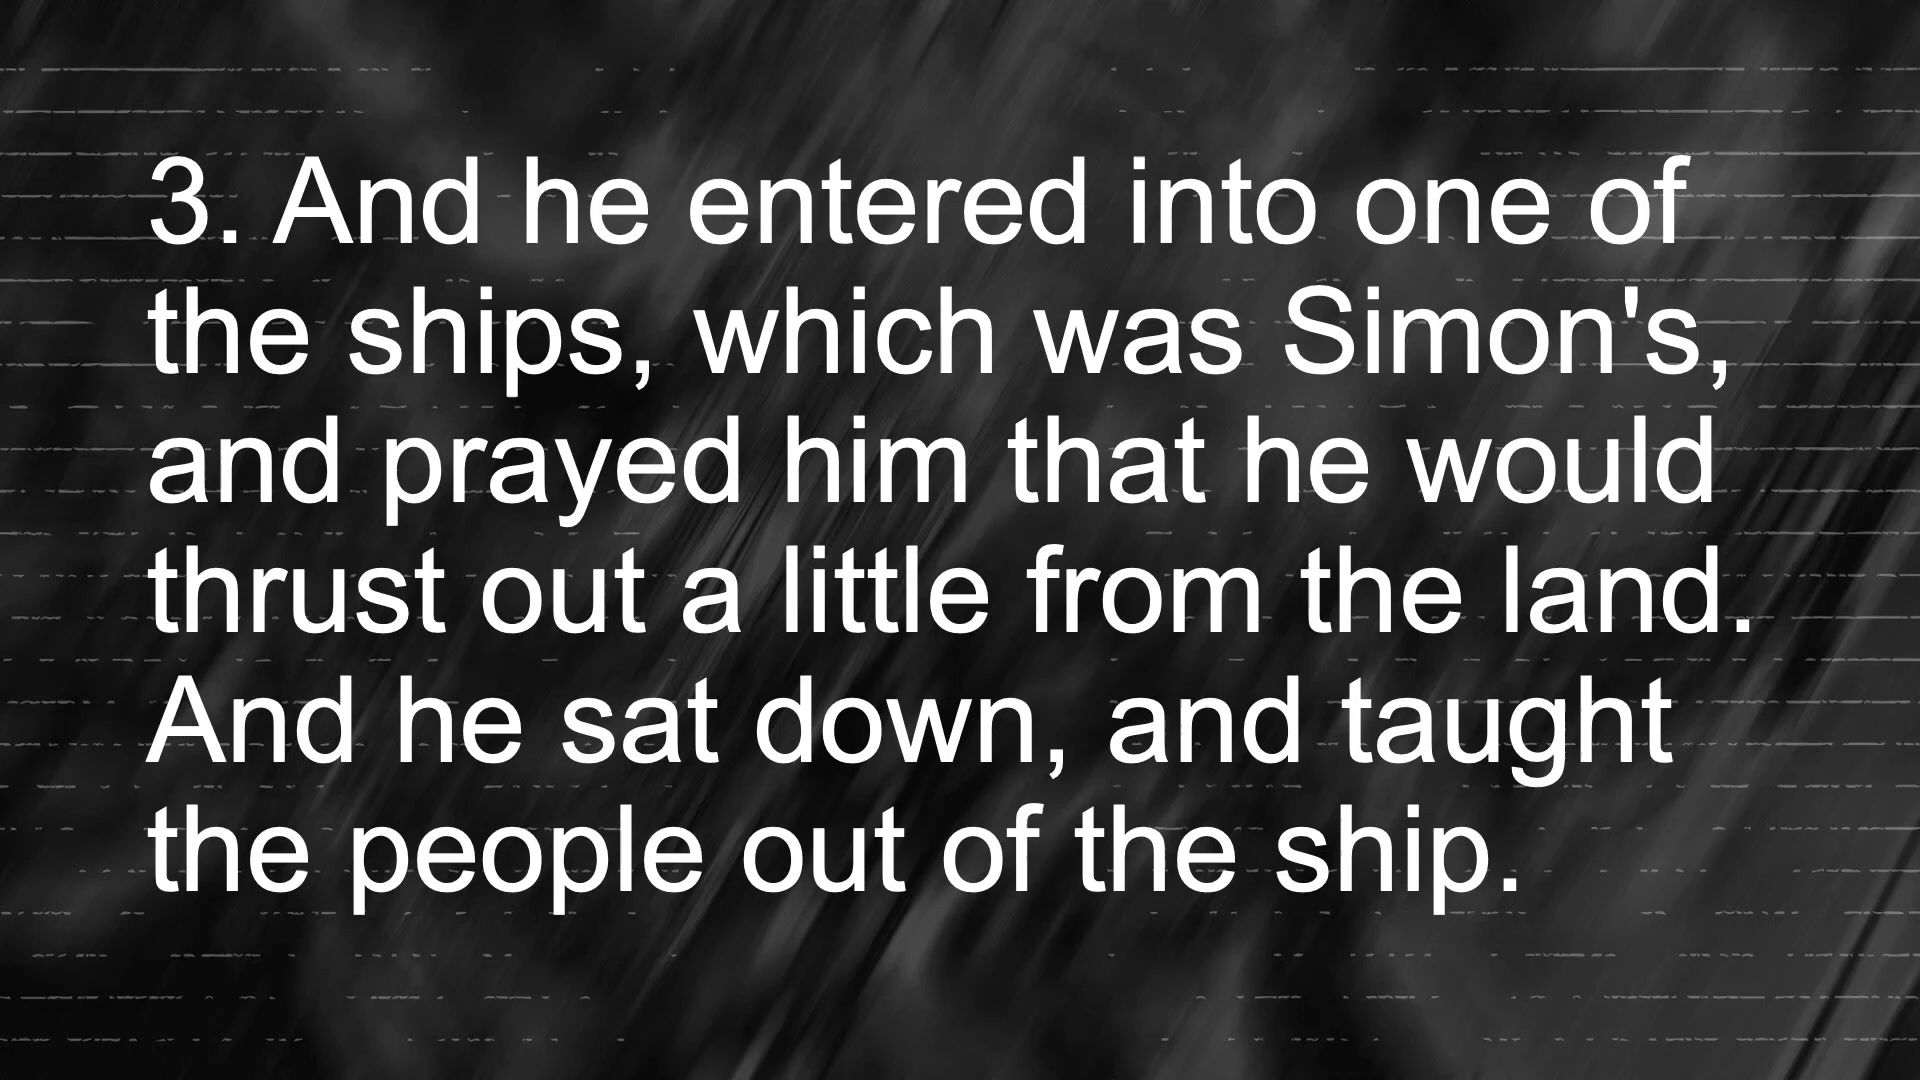 3. And he entered into one of
the ships, which was Simon's,
and prayed him that he would
thrust out a little from the land.
And he sat down, and taught
the people out of the ship.